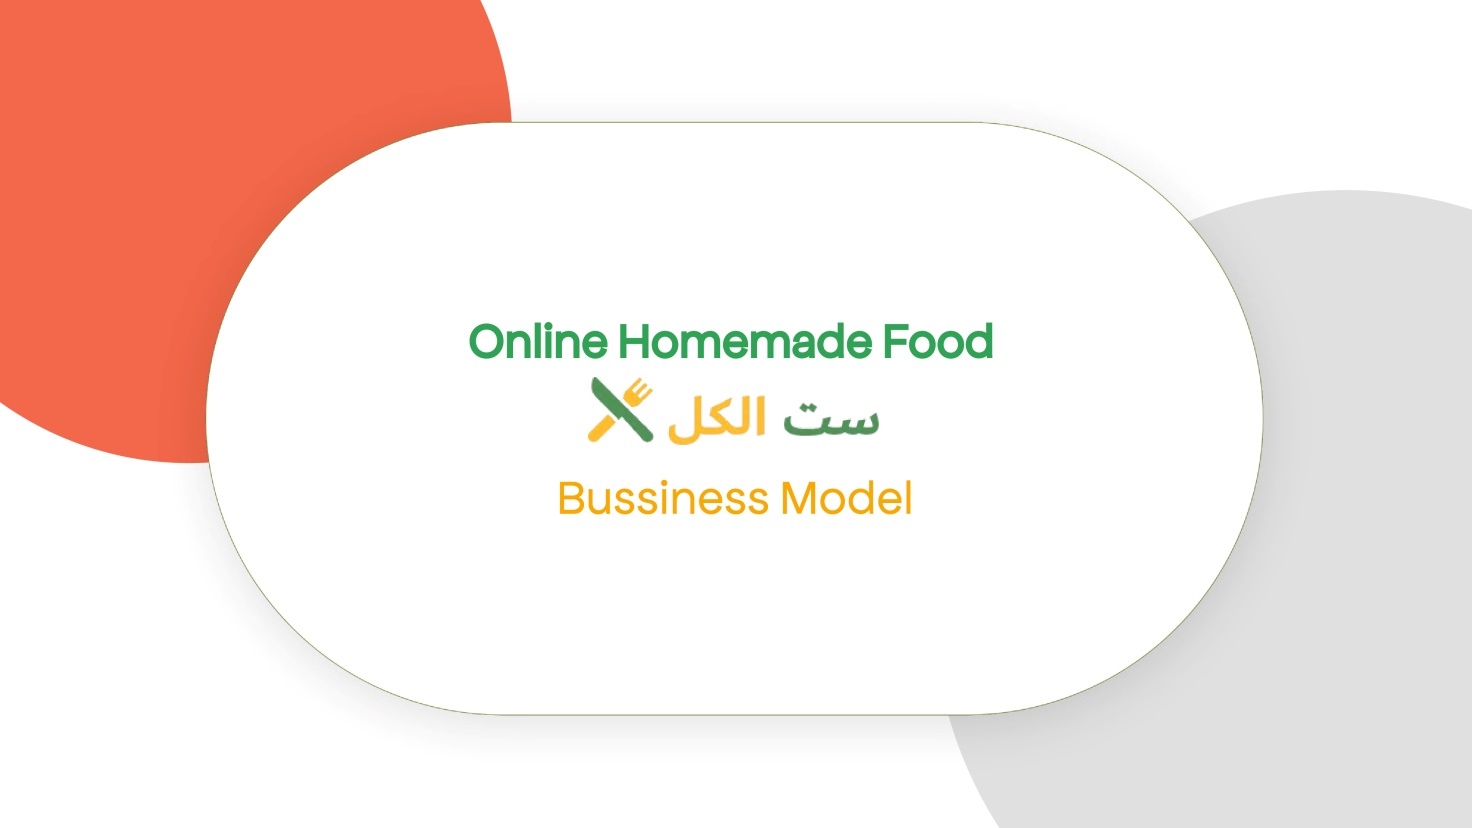 Online Homemade Food
ست الكل
Bussiness Model